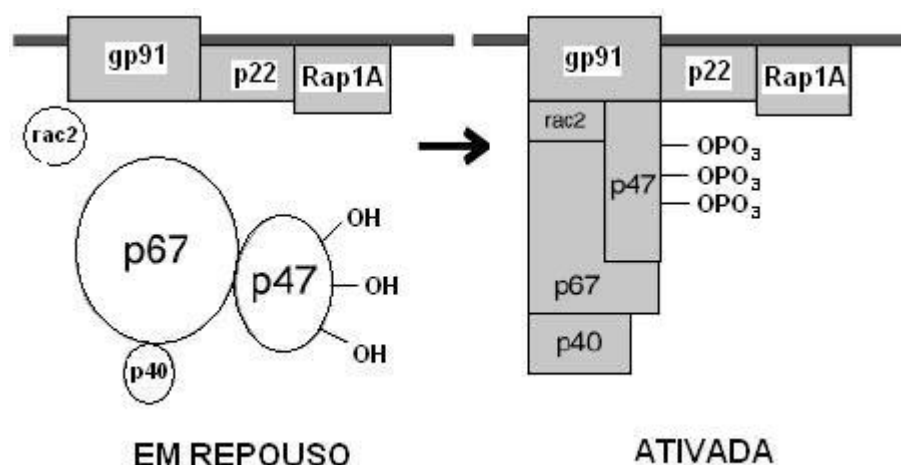 gp91
p22
Rap1A
rac2
p67
p47
OH
OH
OH
p40
EM REPOUSO
gp91
p22
Rap1A
rac2
p47
OPO3
OPO3
OPO3
p67
p40
ATIVADA